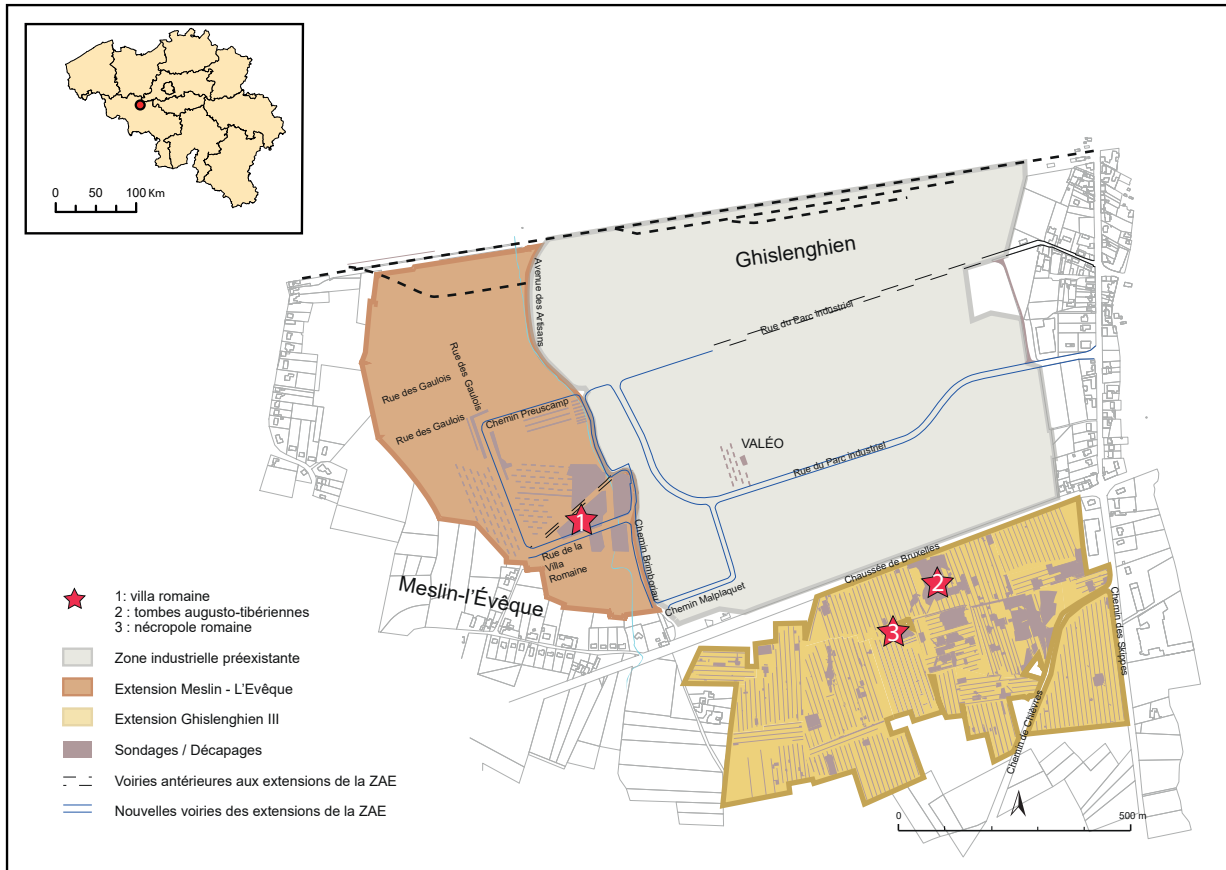 0 50 100 Km
Ghislenghien
Avenue des Artisans
Rue du Parc industriel
Rue des Gaulois
Rue des Gaulois
Rue des Gaulois
Chemin Preuscamp
VALÉO
Rue du Parc industriel
1
Rue de la
Villa
Romaine
Chemin Brimboriau
Chaussée de Bruxelles
2
Meslin-l'Évêque
Chemin Malplaquet
3
Chemin des Skippes
Chemin de Chièvres
1: villa romaine
2 : tombes augusto-tibériennes
3 : nécropole romaine
Zone industrielle préexistante
Extension Meslin - L'Evêque
Extension Ghislenghien III
Sondages / Décapages
Voiries antérieures aux extensions de la ZAE
Nouvelles voiries des extensions de la ZAE
0 500 m